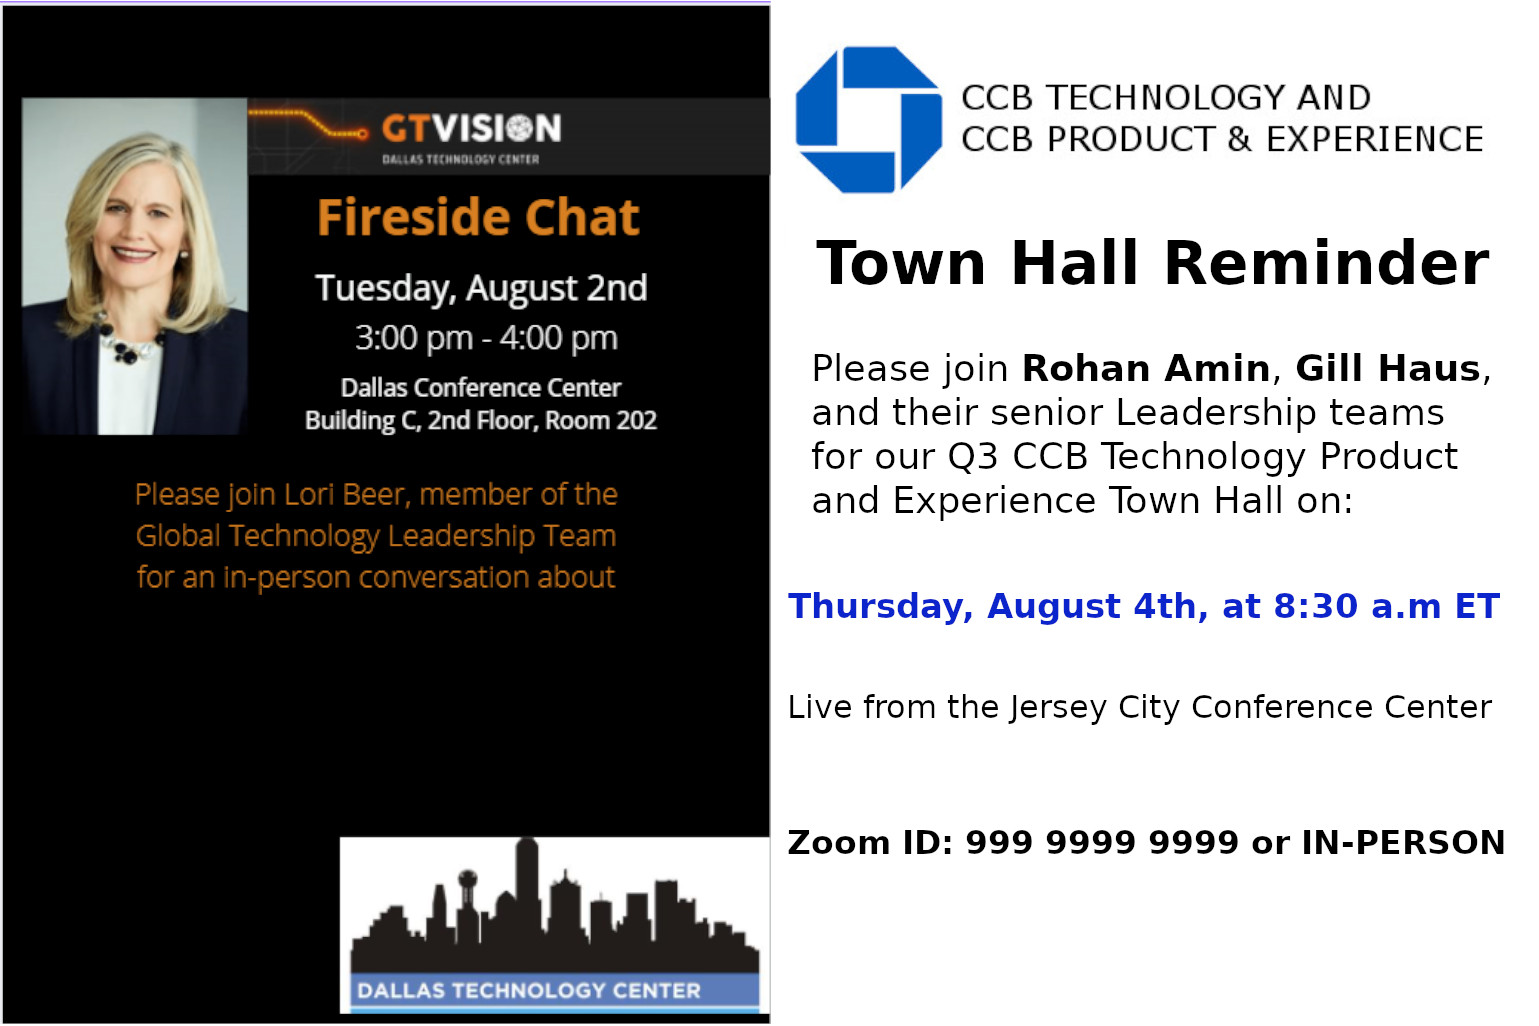 GTVISION
DALLAS TECHNOLOGY CENTER
Fireside Chat
Tuesday, August 2nd
3:00 pm - 4:00 pm
Dallas Conference Center
Building C, 2nd Floor, Room 202
Please join Lori Beer, member of the
Global Technology Leadership Team
for an in-person conversation about
DALLAS TECHNOLOGY CENTER
CCB TECHNOLOGY AND
CCB PRODUCT & EXPERIENCE
Town Hall Reminder
Please join Rohan Amin, Gill Haus,
and their senior Leadership teams
for our Q3 CCB Technology Product
and Experience Town Hall on:
Thursday, August 4th, at 8:30 a.m ET
Live from the Jersey City Conference Center
Zoom ID: 999 9999 9999 or IN-PERSON